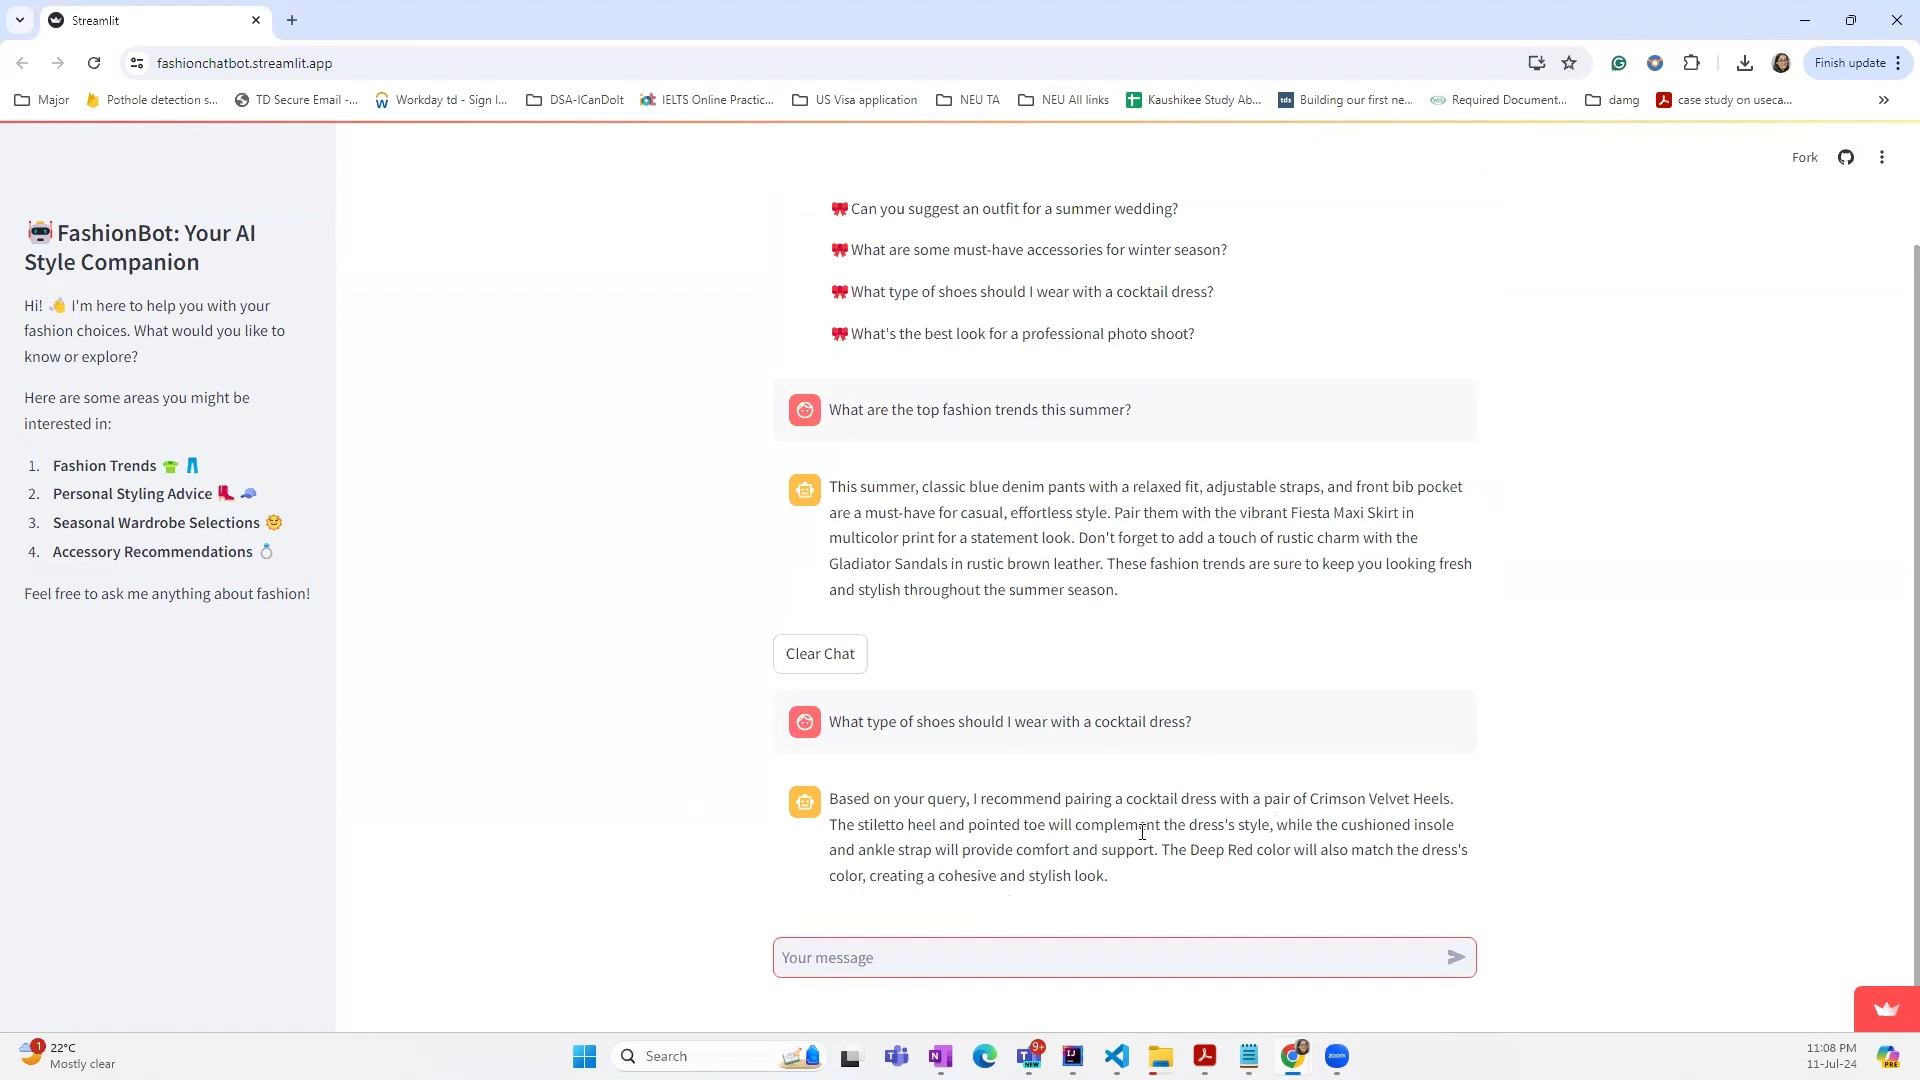 Streamlit
fashionchatbot.streamlit.app
Finish update
Major
Pothole detection s...
TD Secure Email -...
Workday td - Sign I...
DSA-ICanDoIt
IELTS Online Practic...
US Visa application
NEU TA
NEU All links
Kaushikee Study Ab...
tds
Building our first ne...
Required Document...
damg
case study on useca...
Fork
FashionBot: Your AI
Style Companion
Hi! I'm here to help you with your
fashion choices. What would you like to
know or explore?
Here are some areas you might be
interested in:
1. Fashion Trends
2. Personal Styling Advice
3. Seasonal Wardrobe Selections
4. Accessory Recommendations
Feel free to ask me anything about fashion!
Can you suggest an outfit for a summer wedding?
What are some must-have accessories for winter season?
What type of shoes should I wear with a cocktail dress?
What's the best look for a professional photo shoot?
What are the top fashion trends this summer?
This summer, classic blue denim pants with a relaxed fit, adjustable straps, and front bib pocket
are a must-have for casual, effortless style. Pair them with the vibrant Fiesta Maxi Skirt in
multicolor print for a statement look. Don't forget to add a touch of rustic charm with the
Gladiator Sandals in rustic brown leather. These fashion trends are sure to keep you looking fresh
and stylish throughout the summer season.
Clear Chat
What type of shoes should I wear with a cocktail dress?
Based on your query, I recommend pairing a cocktail dress with a pair of Crimson Velvet Heels.
The stiletto heel and pointed toe will complement the dress's style, while the cushioned insole
and ankle strap will provide comfort and support. The Deep Red color will also match the dress's
color, creating a cohesive and stylish look.
Your message
1
22°C
Mostly clear
Search
9+
NEW
zoom
11:08 PM
11-Jul-24
PRE